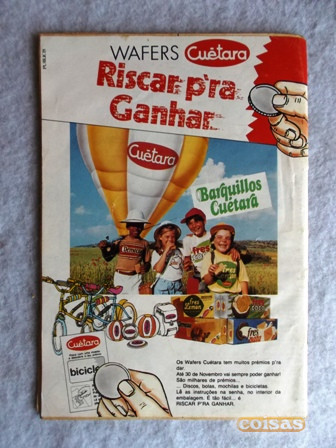 WAFERS Cuétara
Riscar p'ra
Ganhar
Cuétara
Barquillos
Cuétara
Cuétara
bicicle
Os Wafers Cuétara tem muitos prémios p'ra
dar.
Até 30 de Novembro vai sempre poder ganhar!
São milhares de prémios...
... Discos, bolas, mochilas e bicicletas.
Lê as instruções na senha, no interior da
embalagem. E tão fácil... é
RISCAR P'RA GANHAR.
coisas